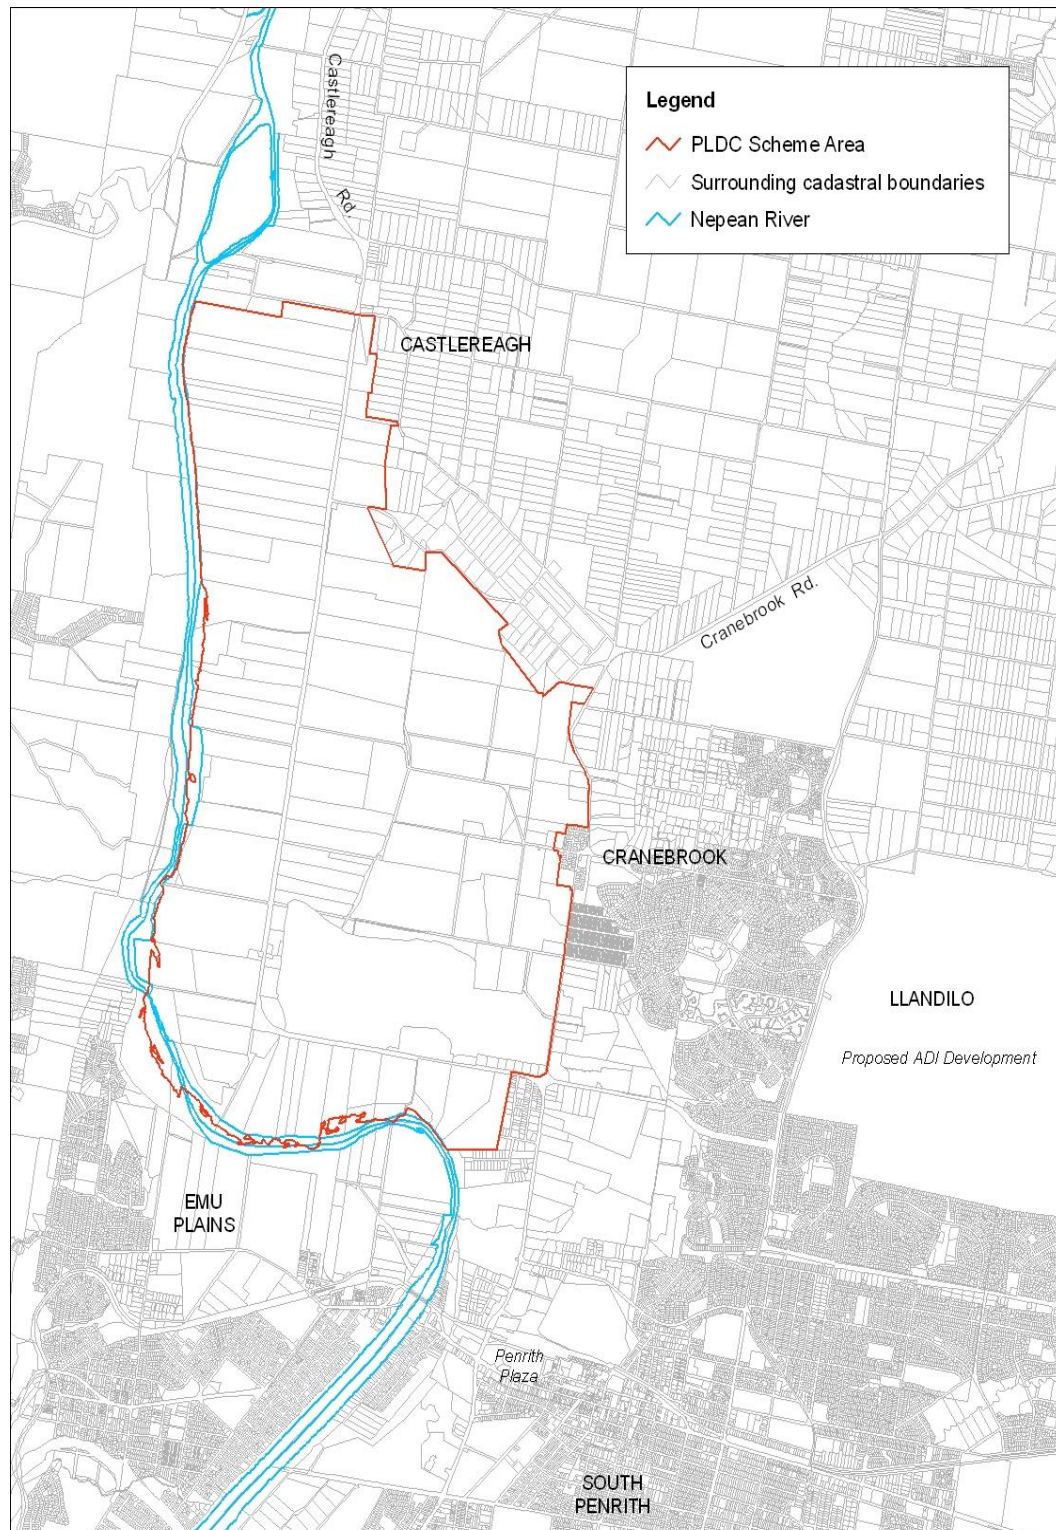 Castlereagh
Rd.
Legend
PLDC Scheme Area
Surrounding cadastral boundaries
Nepean River
CASTLEREAGH
Cranebrook Rd.
CRANEBROOK
LLANDILO
Proposed ADI Development
EMU
PLAINS
Penrith
Plaza
SOUTH
PENRITH